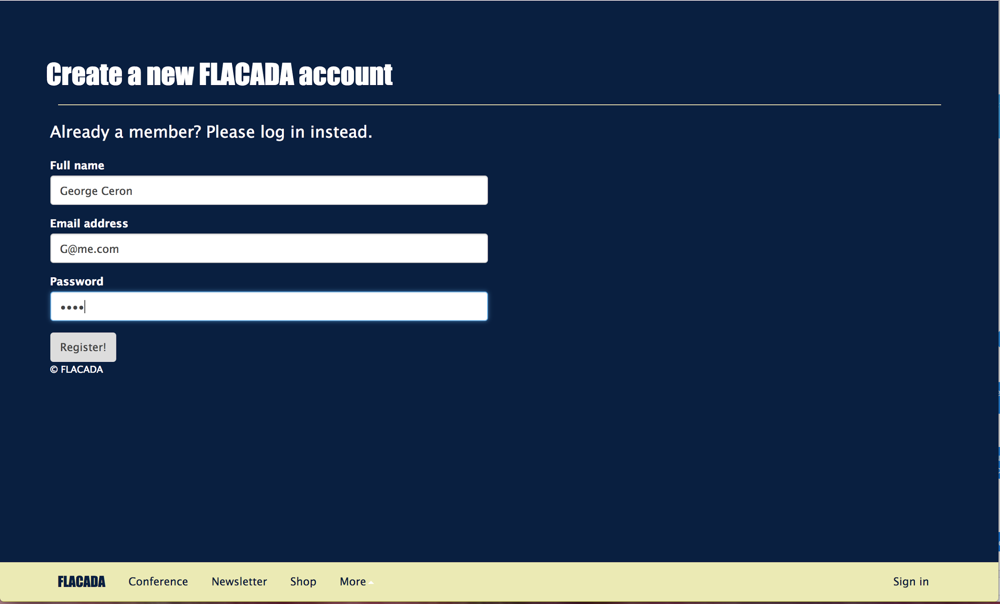 Create a new FLACADA account
Already a member? Please log in instead.
Full name
George Ceron
Email address
G@me.com
Password
••••
Register!
© FLACADA
FLACADA Conference Newsletter Shop More Sign in